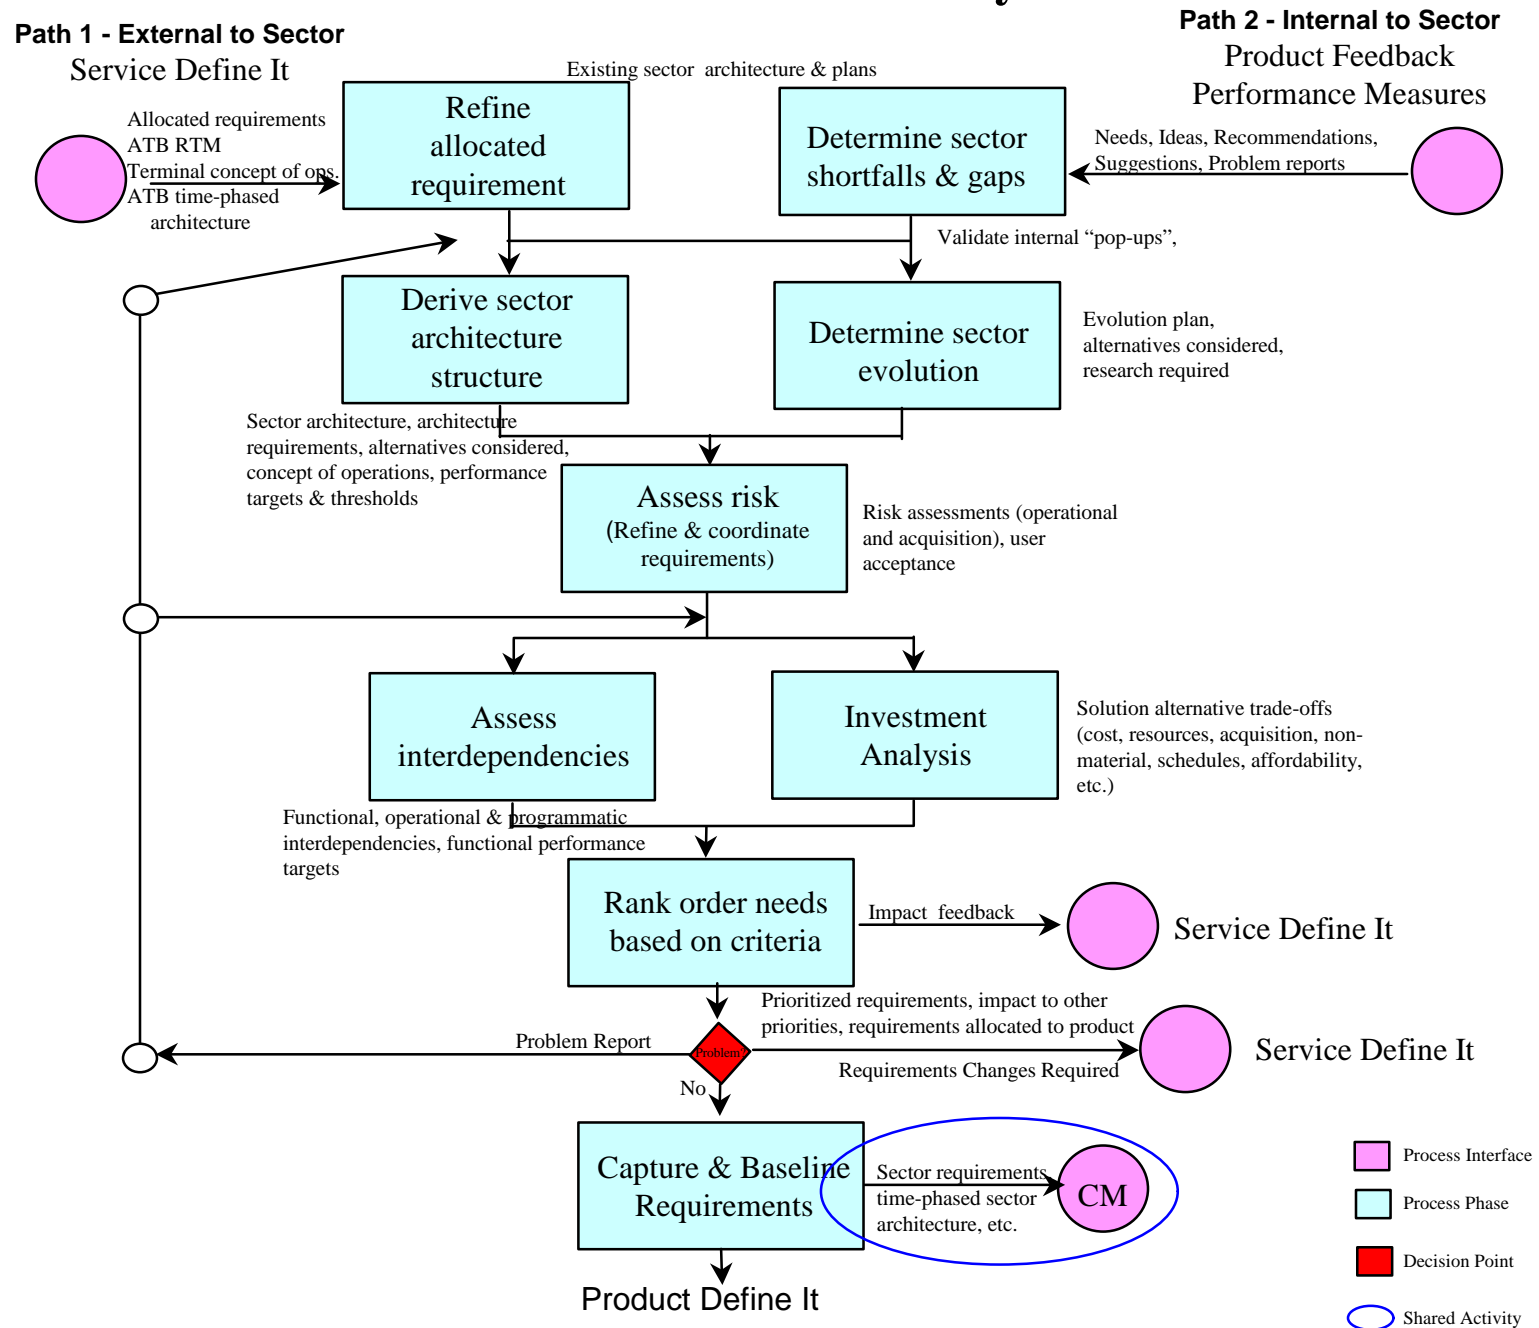 Path 1 - External to Sector
Service Define It
Path 2 - Internal to Sector
Product Feedback
Performance Measures
Existing sector architecture & plans
Allocated requirements
ATB RTM
Terminal concept of ops.
ATB time-phased
architecture
Refine
allocated
requirement
Determine sector
shortfalls & gaps
Needs, Ideas, Recommendations,
Suggestions, Problem reports
Validate internal “pop-ups”,
Derive sector
architecture
structure
Determine sector
evolution
Evolution plan,
alternatives considered,
research required
Sector architecture, architecture
requirements, alternatives considered,
concept of operations, performance
targets & thresholds
Assess risk
(Refine & coordinate
requirements)
Risk assessments (operational
and acquisition), user
acceptance
Assess
interdependencies
Investment
Analysis
Solution alternative trade-offs
(cost, resources, acquisition, non-
material, schedules, affordability,
etc.)
Functional, operational & programmatic
interdependencies, functional performance
targets
Rank order needs
based on criteria
Impact feedback
Service Define It
Prioritized requirements, impact to other
priorities, requirements allocated to product
Problem Report
Problem?
Service Define It
Requirements Changes Required
No
Capture & Baseline
Requirements
Sector requirements,
time-phased sector
architecture, etc.
CM
Product Define It
Process Interface
Process Phase
Decision Point
Shared Activity